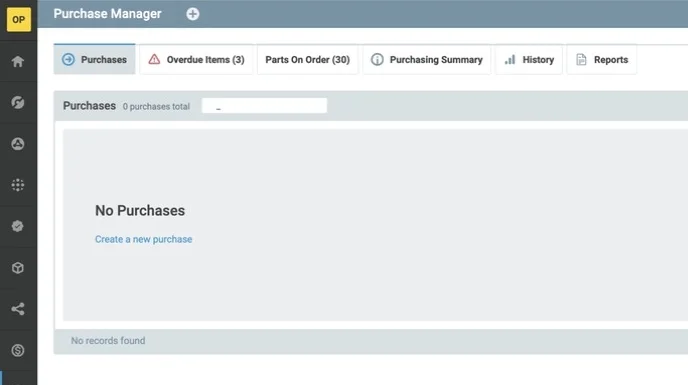 OP
Purchase Manager
Purchases
Overdue Items (3)
Parts On Order (30)
Purchasing Summary
History
Reports
Purchases 0 purchases total
No Purchases
Create a new purchase
No records found